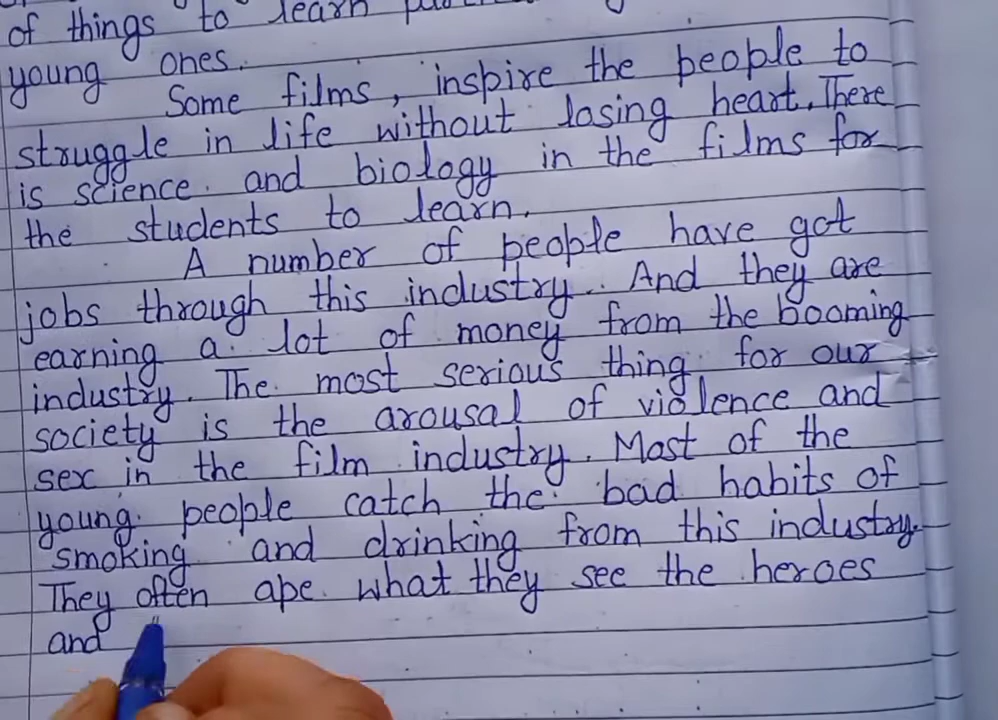 of things to learn
young ones.
Some films, inspire the people to
struggle in life without losing heart. There
is science and biology in the films for
the students to learn.
A number of people have got
jobs through this industry. And they are
earning a lot of money from the booming
industry. The most serious thing for our
society is the arousal of violence and
sex in the film industry. Most of the
young people catch the bad habits of
smoking and drinking from this industry.
They often ape what they see the heroes
and